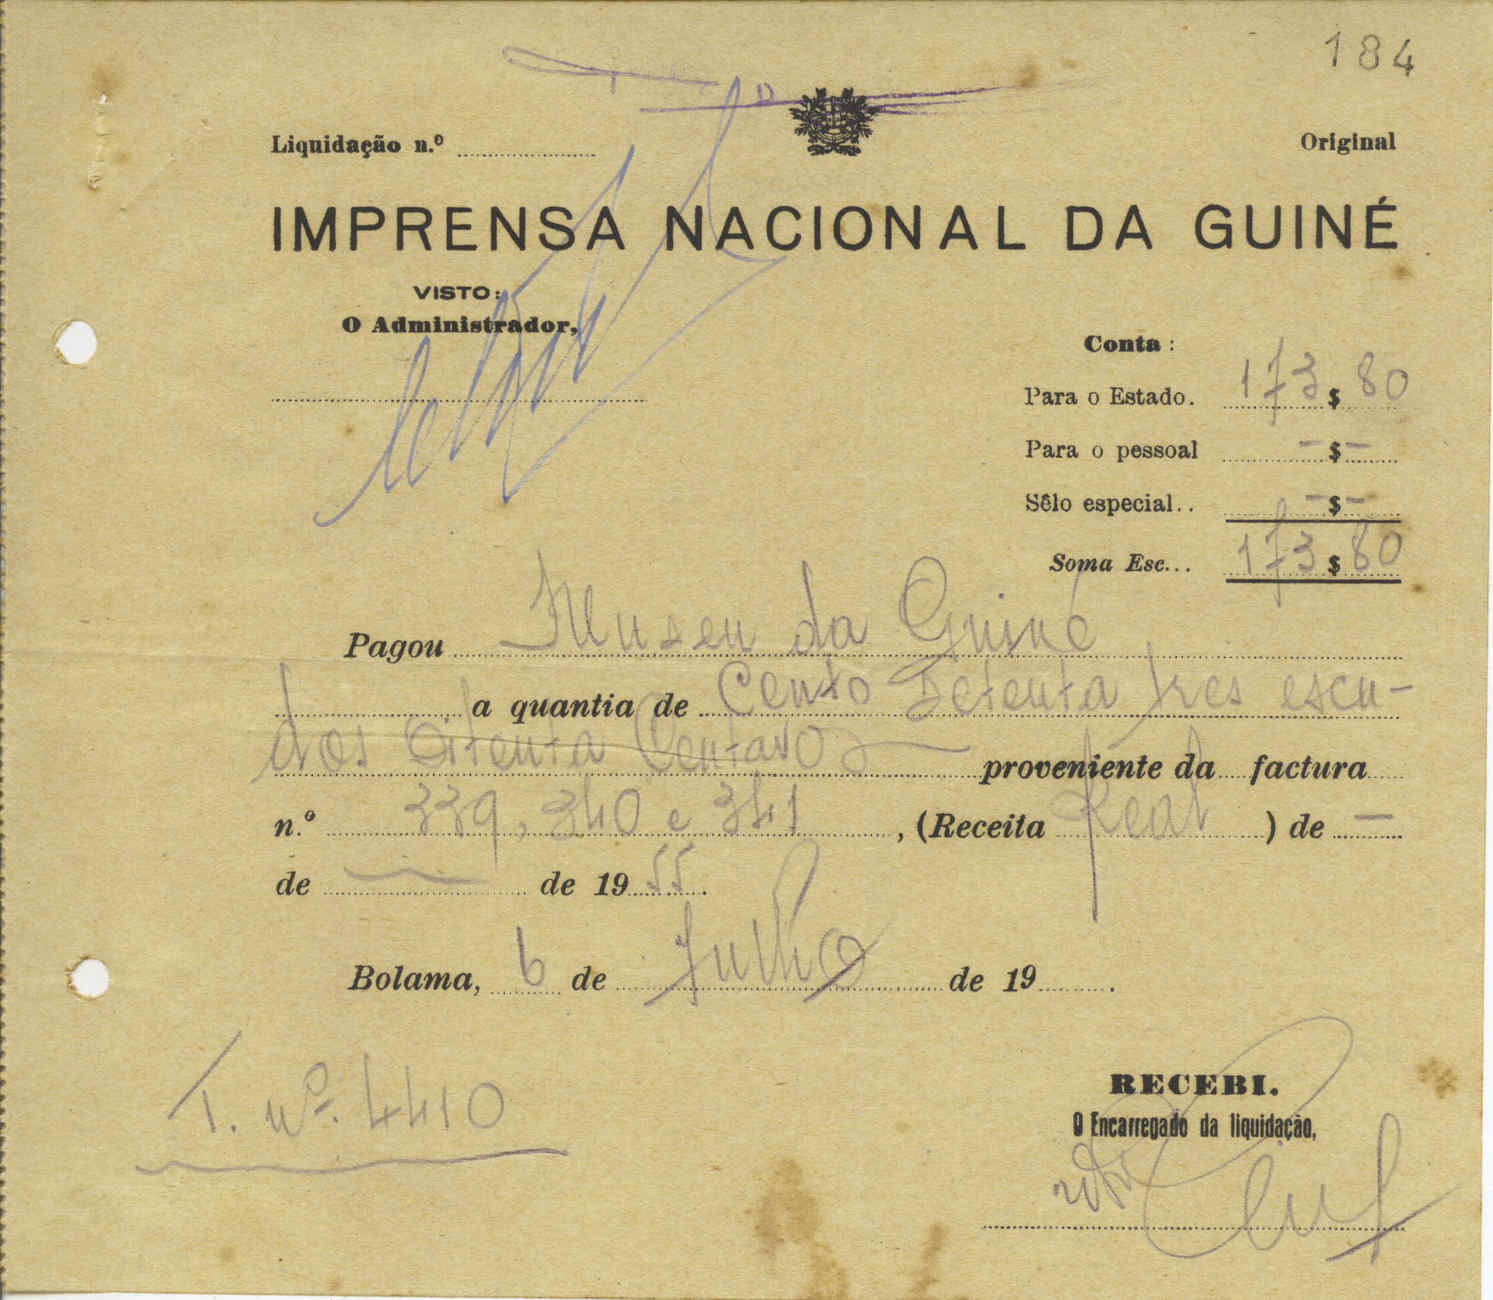 184
Liquidação n.º
Original
IMPRENSA NACIONAL DA GUINÉ
VISTO:
O Administrador,
Conta:
Para o Estado. 173 $ 80
Para o pessoal – $ –
Sêlo especial.. – $ –
Soma Esc... 173 $ 80
Pagou Museu da Guiné
a quantia de Cento Setenta tres escu-
dos Oitenta Centavos proveniente da factura
n.º 339, 340 e 341, (Receita Real) de –
de — de 1955.
Bolama, 6 de Julho de 19 .
T. nº. 4410
RECEBI.
O Encarregado da liquidação,